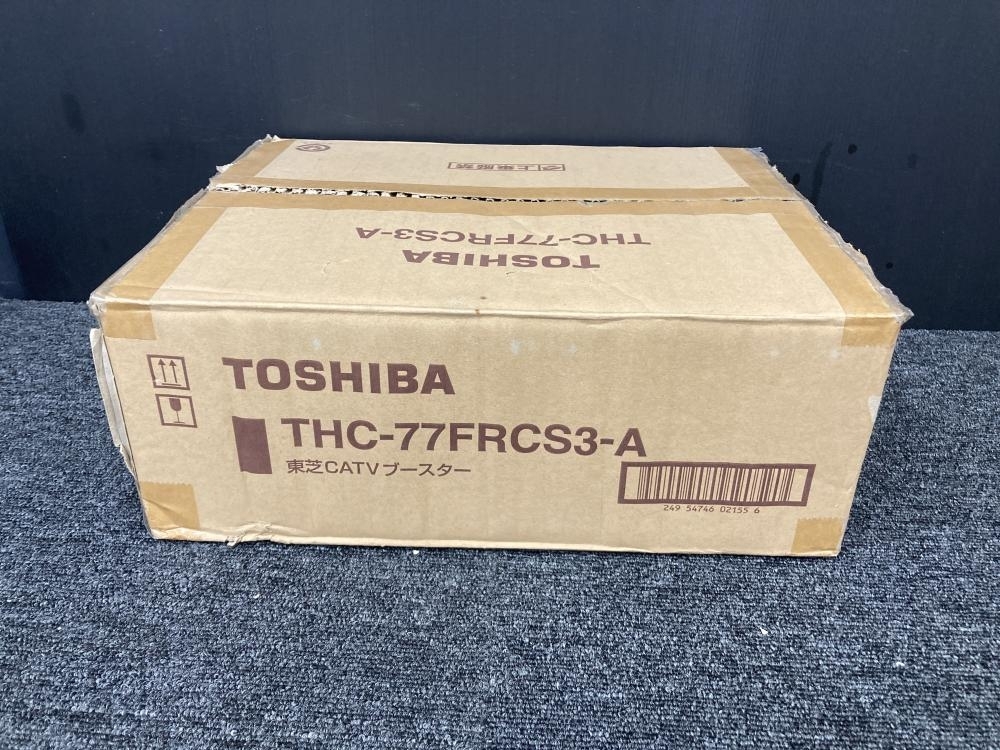 THC-77FRCS3-A
TOSHIBA
TOSHIBA
THC-77FRCS3-A
東芝CATVブースター
249 54746 02155 6